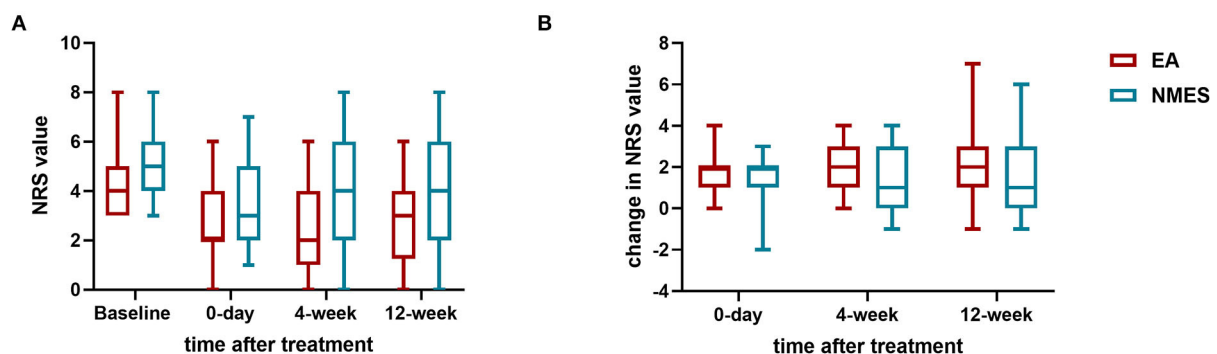 A
NRS value
10
8
6
4
2
0
Baseline 0-day 4-week 12-week
time after treatment
B
change in NRS value
8
6
4
2
0
-2
-4
0-day 4-week 12-week
time after treatment
EA
NMES